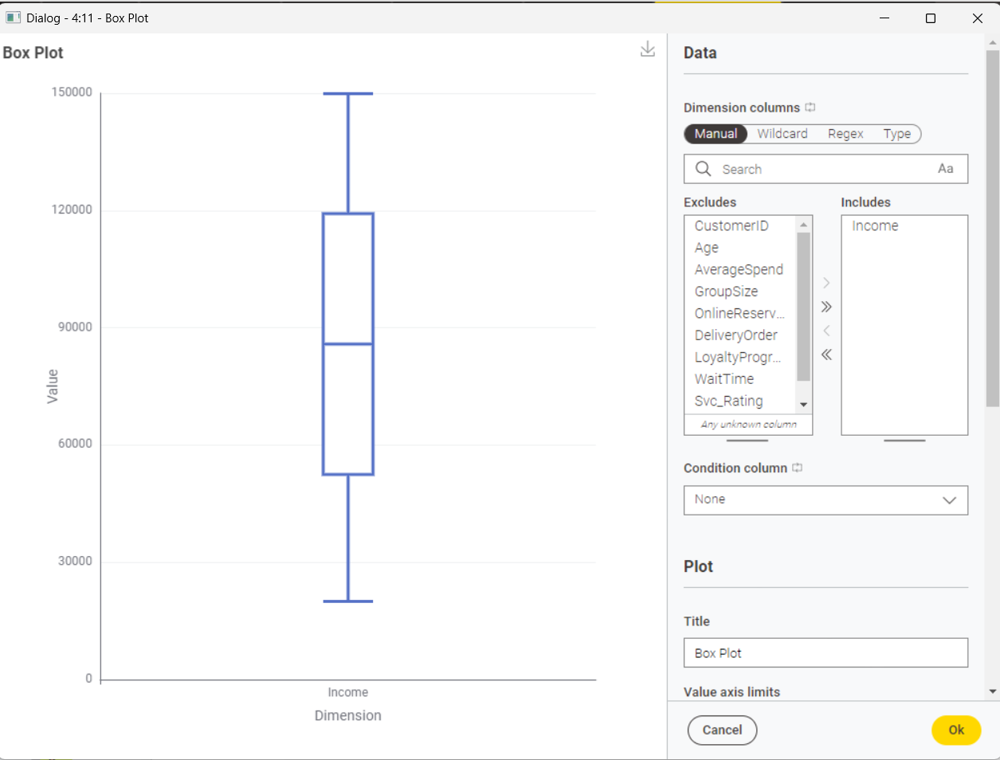 Dialog - 4:11 - Box Plot
Box Plot
150000
120000
90000
60000
30000
0
Value
Income
Dimension
Data
Dimension columns
Manual Wildcard Regex Type
Search Aa
Excludes Includes
CustomerID Income
Age
AverageSpend
GroupSize
OnlineReserv...
DeliveryOrder
LoyaltyProgr...
WaitTime
Svc_Rating
Any unknown column
Condition column
None
Plot
Title
Box Plot
Value axis limits
Cancel Ok